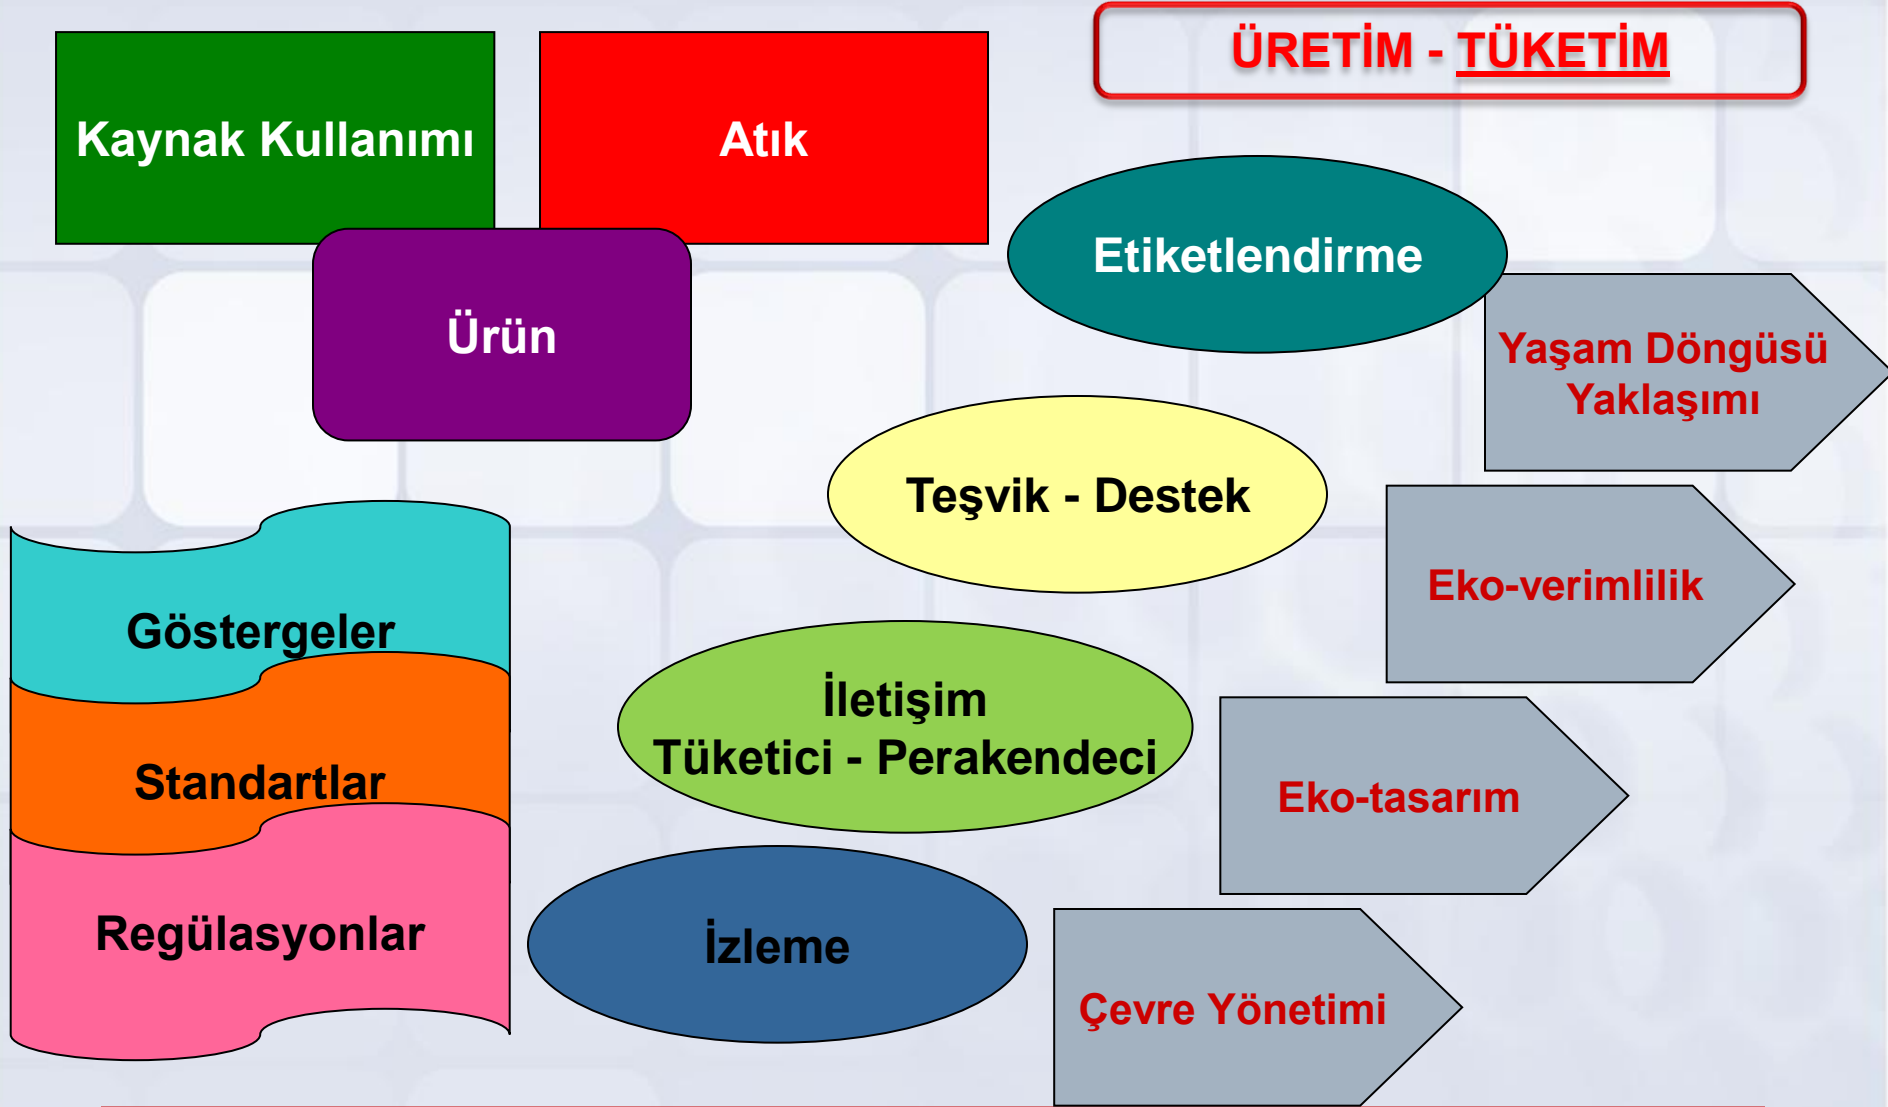 ÜRETİM - TÜKETİM
Kaynak Kullanımı
Atık
Ürün
Etiketlendirme
Yaşam Döngüsü
Yaklaşımı
Teşvik - Destek
Eko-verimlilik
Göstergeler
İletişim
Tüketici - Perakendeci
Standartlar
Eko-tasarım
Regülasyonlar
İzleme
Çevre Yönetimi